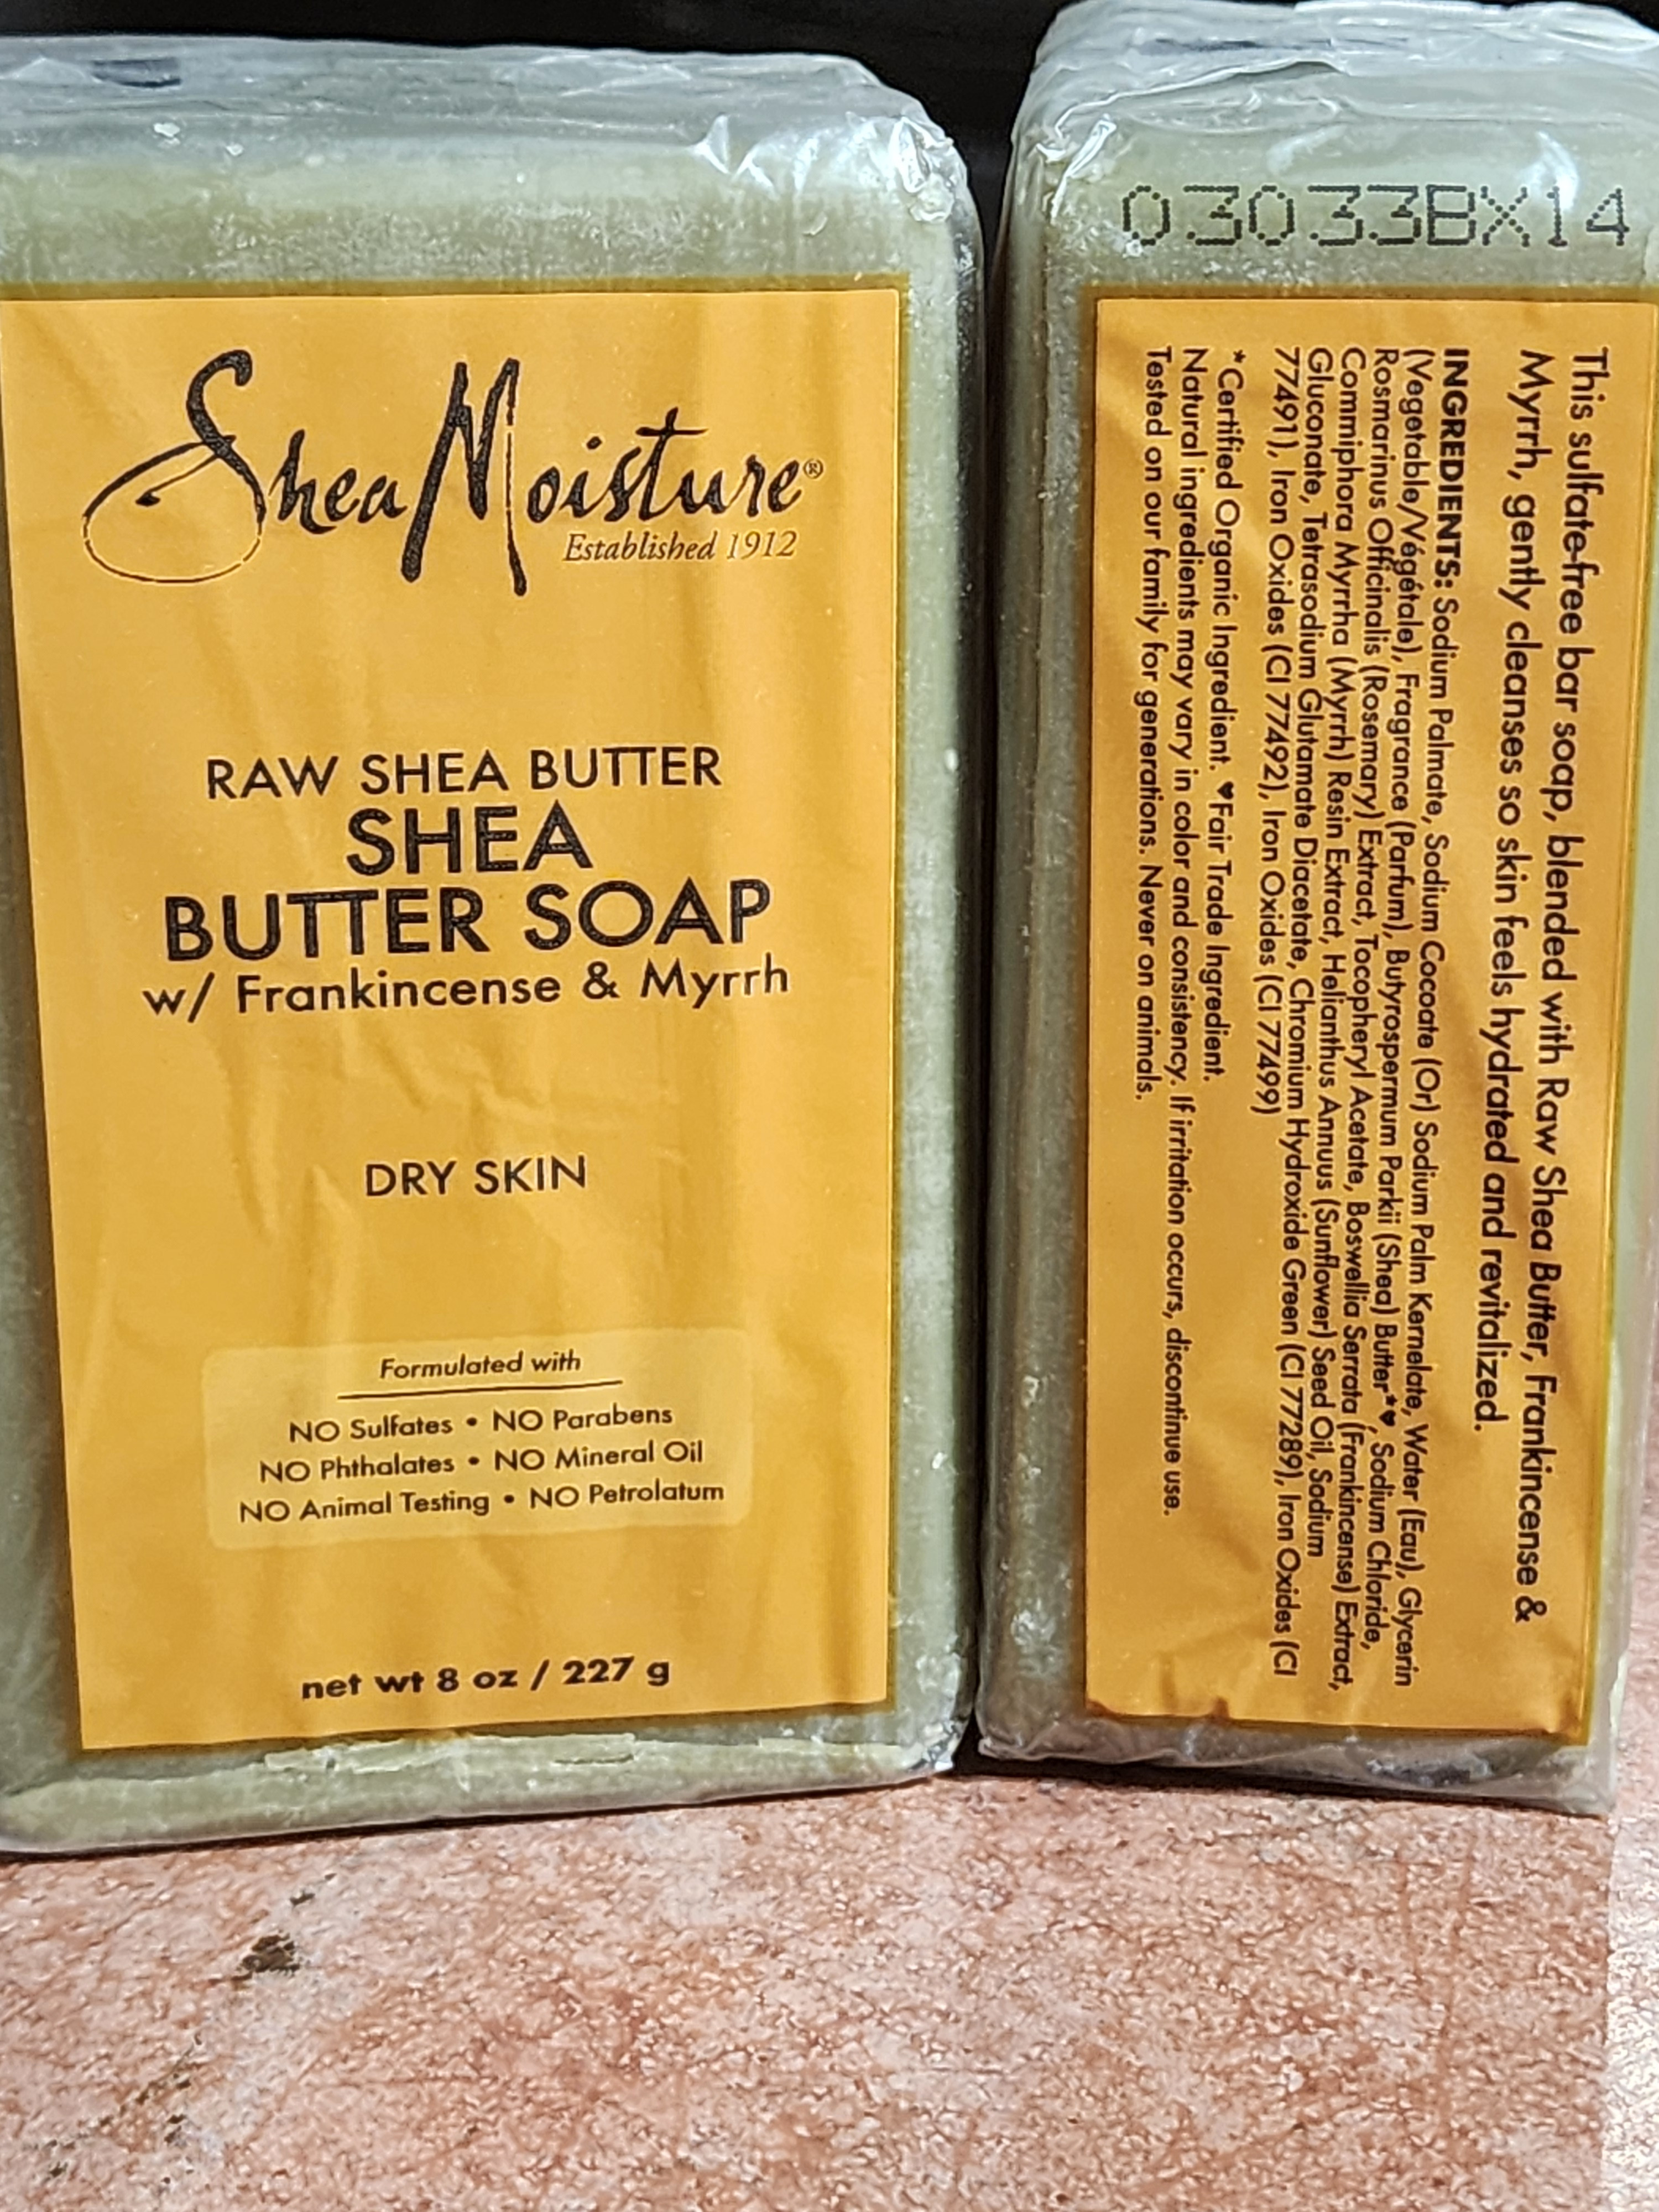 SheaMoisture®
Established 1912
RAW SHEA BUTTER
SHEA
BUTTER SOAP
w/ Frankincense & Myrrh
DRY SKIN
Formulated with
NO Sulfates • NO Parabens
NO Phthalates • NO Mineral Oil
NO Animal Testing • NO Petrolatum
net wt 8 oz / 227 g
03033BX14
This sulfate-free bar soap, blended with Raw Shea Butter, Frankincense &
Myrrh, gently cleanses so skin feels hydrated and revitalized.
INGREDIENTS: Sodium Palmate, Sodium Cocoate (Or) Sodium Palm Kernelate, Water (Eau), Glycerin
(Vegetable/Végétale), Fragrance (Parfum), Butyrospermum Parkii (Shea) Butter*♥, Sodium Chloride,
Rosmarinus Officinalis (Rosemary) Extract, Tocopheryl Acetate, Boswellia Serrata (Frankincense) Extract,
Commiphora Myrrha (Myrrh) Resin Extract, Helianthus Annuus (Sunflower) Seed Oil, Sodium
Gluconate, Tetrasodium Glutamate Diacetate, Chromium Hydroxide Green (CI 77289), Iron Oxides (CI
77491), Iron Oxides (CI 77492), Iron Oxides (CI 77499)
*Certified Organic Ingredient. ♥Fair Trade Ingredient.
Natural ingredients may vary in color and consistency. If irritation occurs, discontinue use.
Tested on our family for generations. Never on animals.